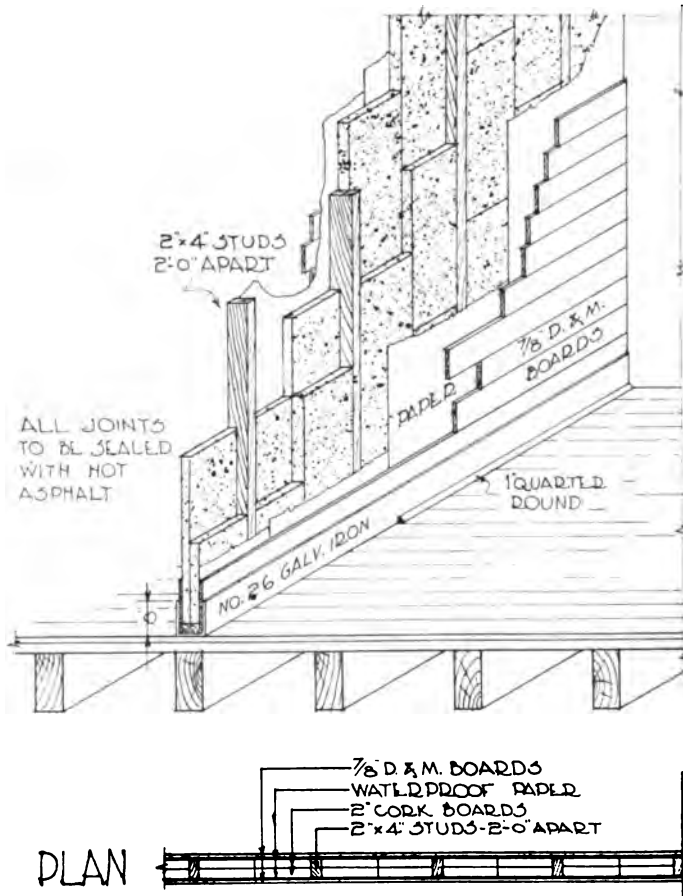 2"x4" STUDS
2'-0" APART
7/8" D. & M.
BOARDS
PAPER
ALL JOINTS
TO BE SEALED
WITH HOT
ASPHALT
1" QUARTER
ROUND
NO. 26 GALV. IRON
7/8" D. & M. BOARDS
WATERPROOF PAPER
2" CORK BOARDS
2"x4" STUDS-2'-0" APART
PLAN